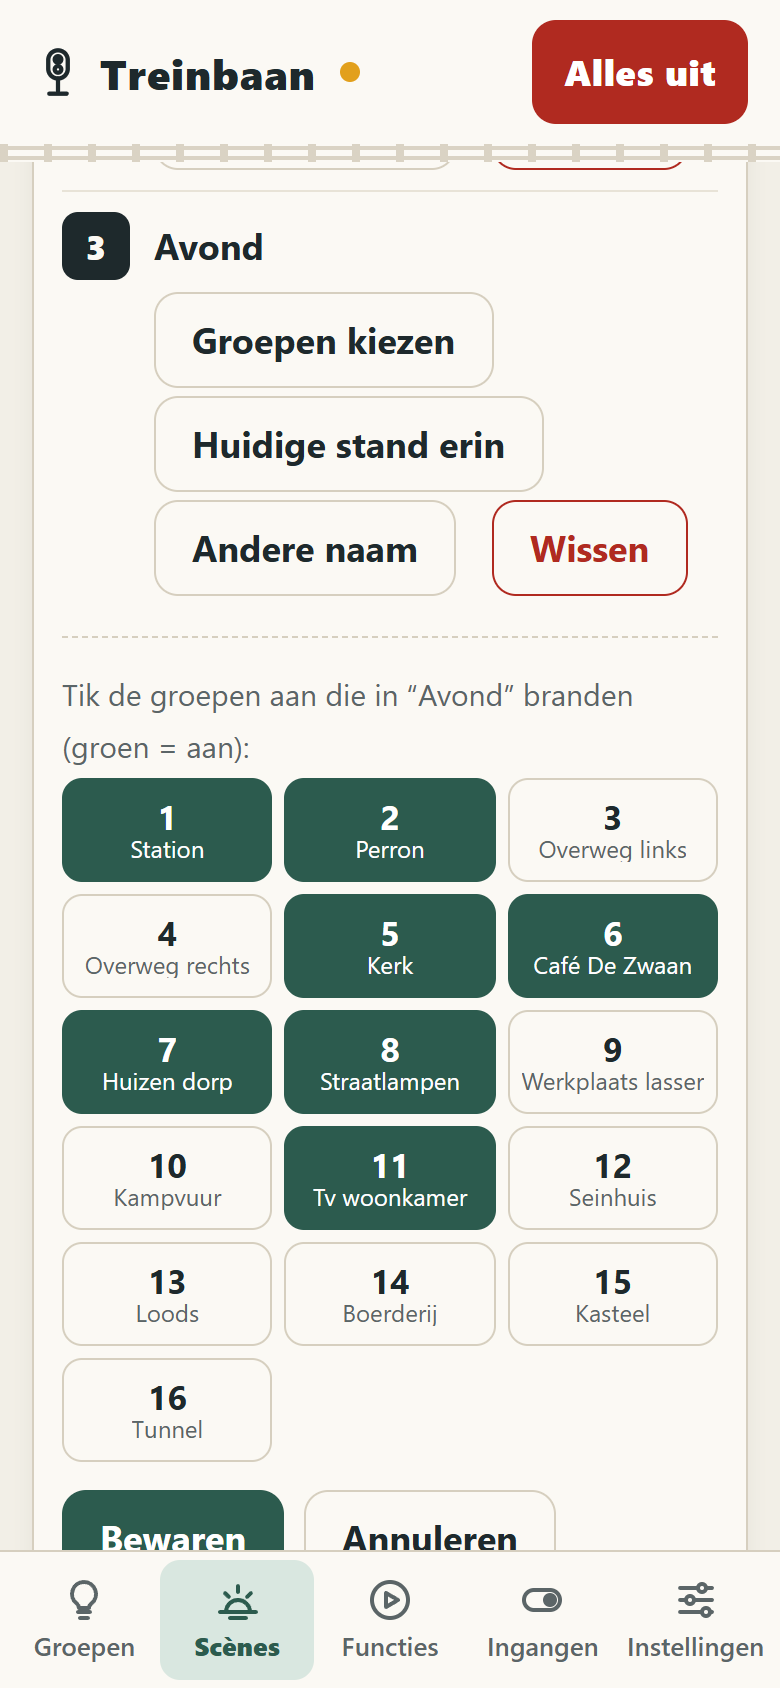 Treinbaan
Alles uit
3
Avond
Groepen kiezen
Huidige stand erin
Andere naam
Wissen
Tik de groepen aan die in “Avond” branden
(groen = aan):
1
Station
2
Perron
3
Overweg links
4
Overweg rechts
5
Kerk
6
Café De Zwaan
7
Huizen dorp
8
Straatlampen
9
Werkplaats lasser
10
Kampvuur
11
Tv woonkamer
12
Seinhuis
13
Loods
14
Boerderij
15
Kasteel
16
Tunnel
Bewaren
Annuleren
Groepen
Scènes
Functies
Ingangen
Instellingen